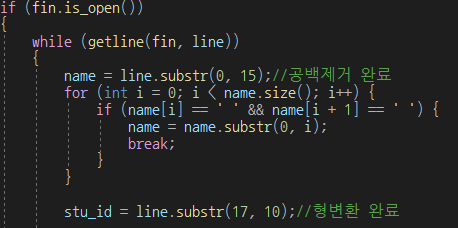 if (fin.is_open())
{
while (getline(fin, line))
{
name = line.substr(0, 15);//공백제거 완료
for (int i = 0; i < name.size(); i++) {
if (name[i] == ' ' && name[i + 1] == ' ') {
name = name.substr(0, i);
break;
}
}
stu_id = line.substr(17, 10);//형변환 완료